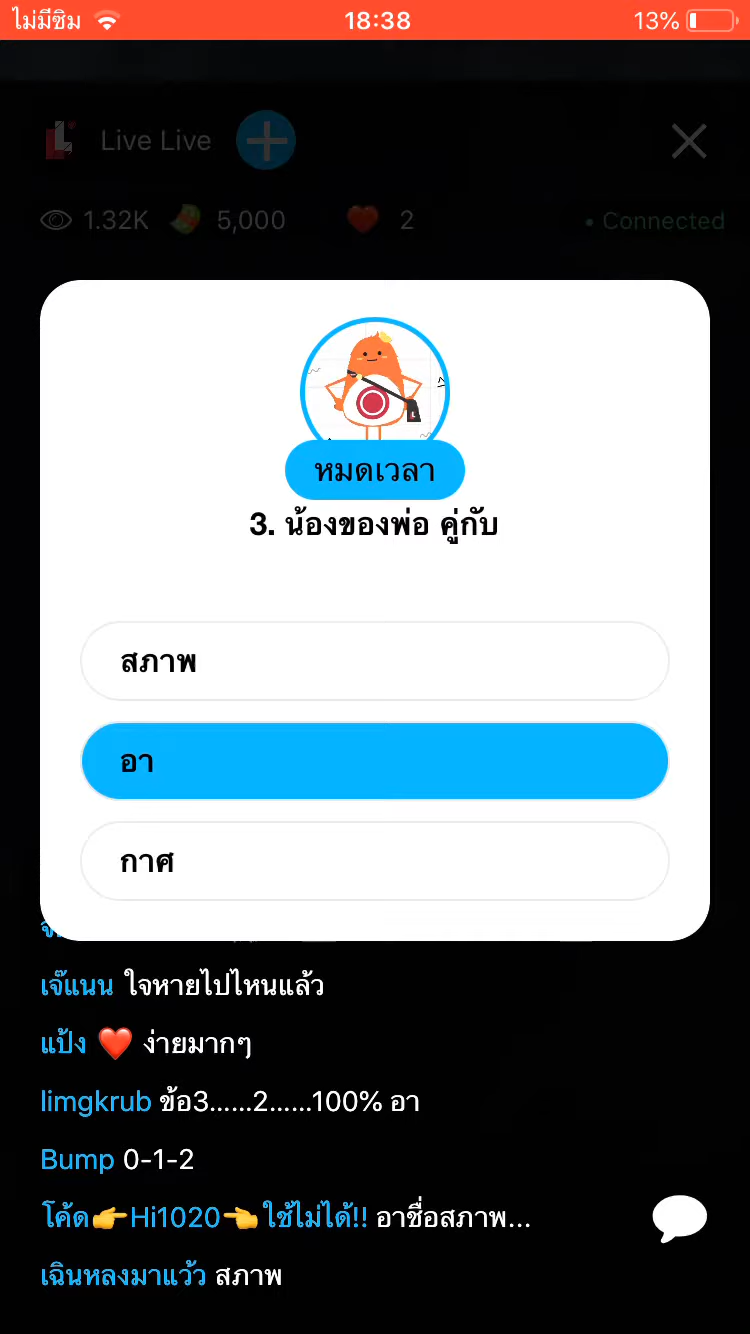 ไม่มีซิม 18:38 13%
Live Live
1.32K 5,000 2 • Connected
หมดเวลา
3. น้องของพ่อ คู่กับ
สภาพ
อา
กาศ
เจ๊แนน ใจหายไปไหนแล้ว
แป้ง ❤️ ง่ายมากๆ
limgkrub ข้อ3......2......100% อา
Bump 0-1-2
โค้ด👉Hi1020👈ใช้ไม่ได้!! อาชื่อสภาพ...
เฉินหลงมาแว้ว สภาพ